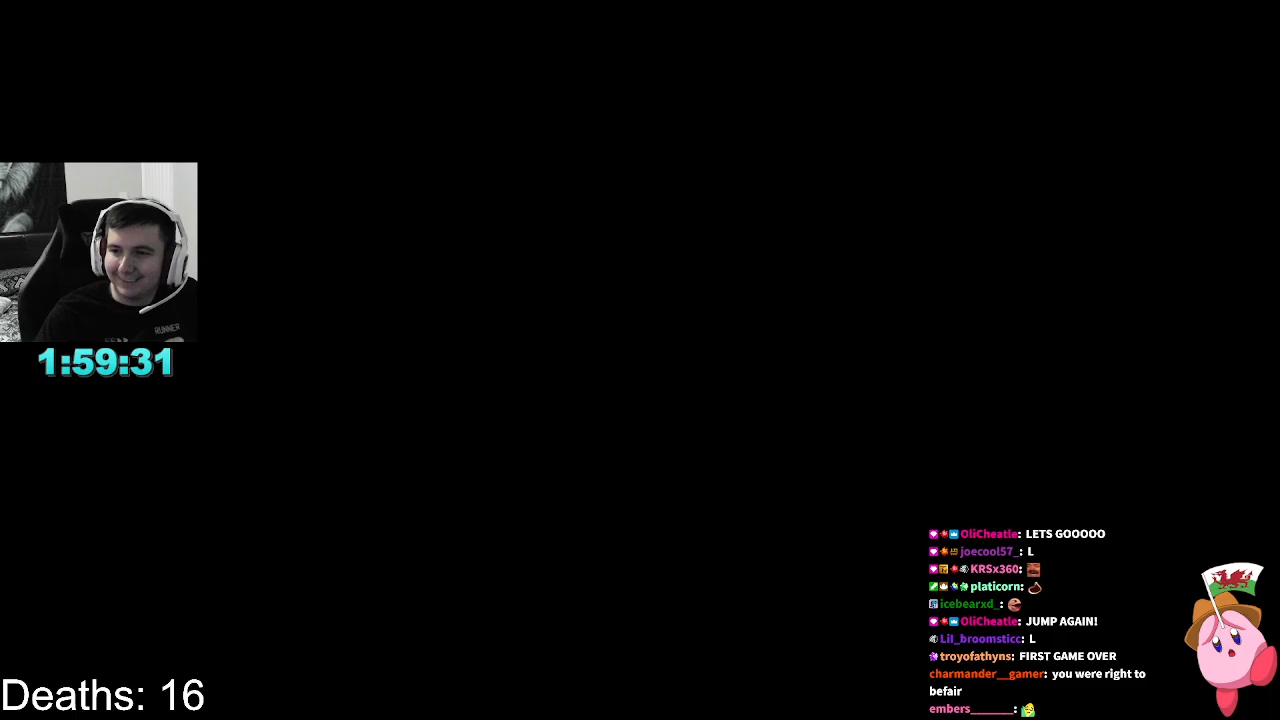 RUNNER
1:59:31
OliCheatle: LETS GOOOOO
joecool57_: L
KRSx360:
platicorn:
icebearxd_:
OliCheatle: JUMP AGAIN!
Lil_broomsticc: L
troyofathyns: FIRST GAME OVER
charmander__gamer: you were right to
befair
embers_______:
Deaths: 16